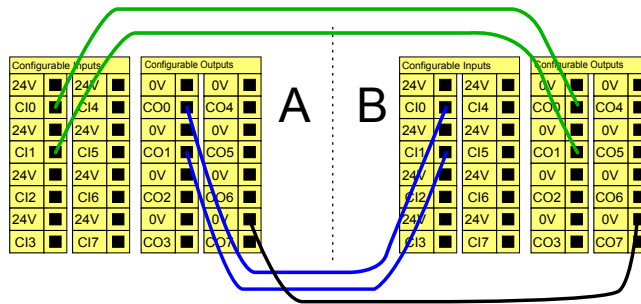 Configurable Inputs
24V 24V
CI0 CI4
24V 24V
CI1 CI5
24V 24V
CI2 CI6
24V 24V
CI3 CI7
Configurable Outputs
0V 0V
CO0 CO4
0V 0V
CO1 CO5
0V 0V
CO2 CO6
0V 0V
CO3 CO7
A
B
Configurable Inputs
24V 24V
CI0 CI4
24V 24V
CI1 CI5
24V 24V
CI2 CI6
24V 24V
CI3 CI7
Configurable Outputs
0V 0V
CO0 CO4
0V 0V
CO1 CO5
0V 0V
CO2 CO6
0V 0V
CO3 CO7